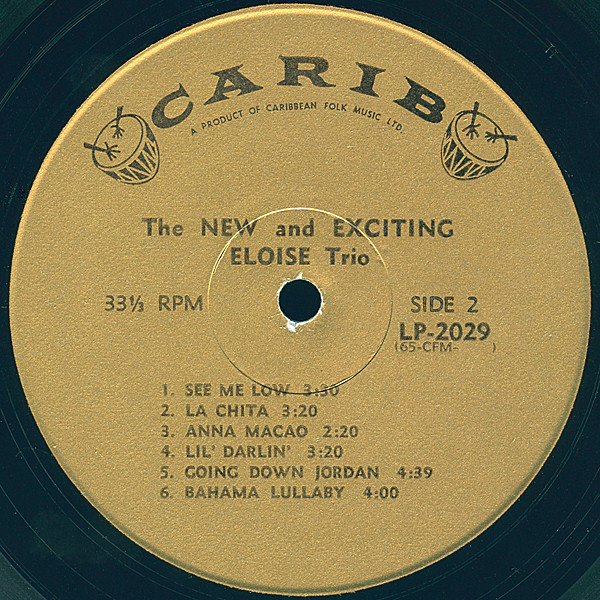 CARIB
A PRODUCT OF CARIBBEAN FOLK MUSIC LTD.
The NEW and EXCITING
ELOISE Trio
33⅓ RPM
SIDE 2
LP-2029
(65-CFM- )
1. SEE ME LOW 3:30
2. LA CHITA 3:20
3. ANNA MACAO 2:20
4. LIL' DARLIN' 3:20
5. GOING DOWN JORDAN 4:39
6. BAHAMA LULLABY 4:00